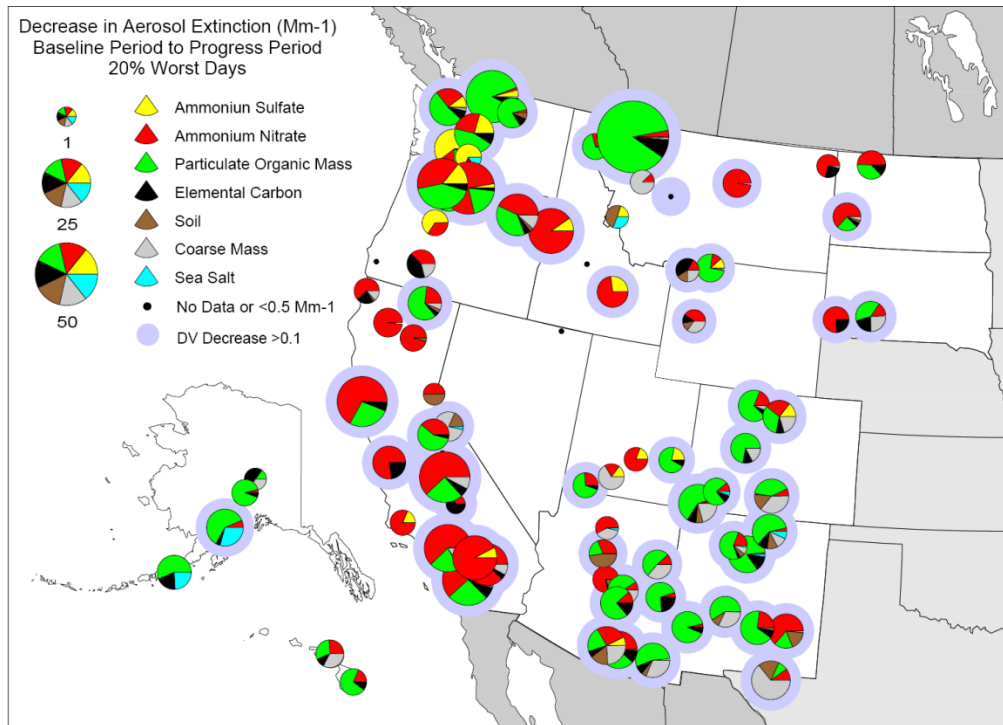 Decrease in Aerosol Extinction (Mm-1)
Baseline Period to Progress Period
20% Worst Days
1
25
50
Ammoniun Sulfate
Ammonium Nitrate
Particulate Organic Mass
Elemental Carbon
Soil
Coarse Mass
Sea Salt
No Data or <0.5 Mm-1
DV Decrease >0.1